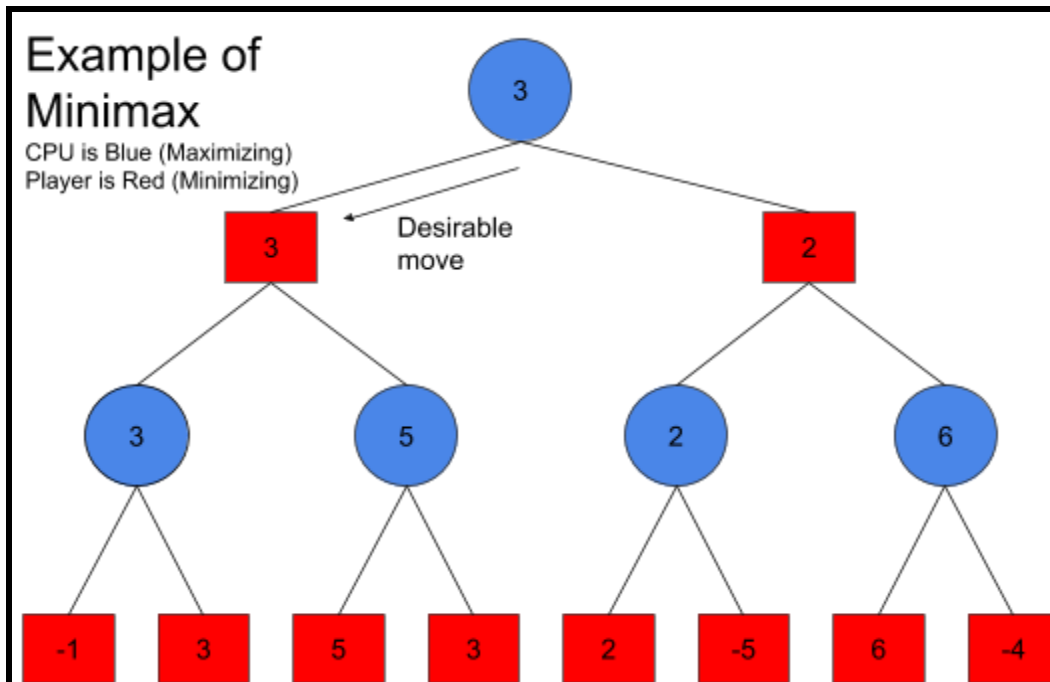 Example of
Minimax
CPU is Blue (Maximizing)
Player is Red (Minimizing)
3
Desirable
move
3
2
3
5
2
6
-1
3
5
3
2
-5
6
-4